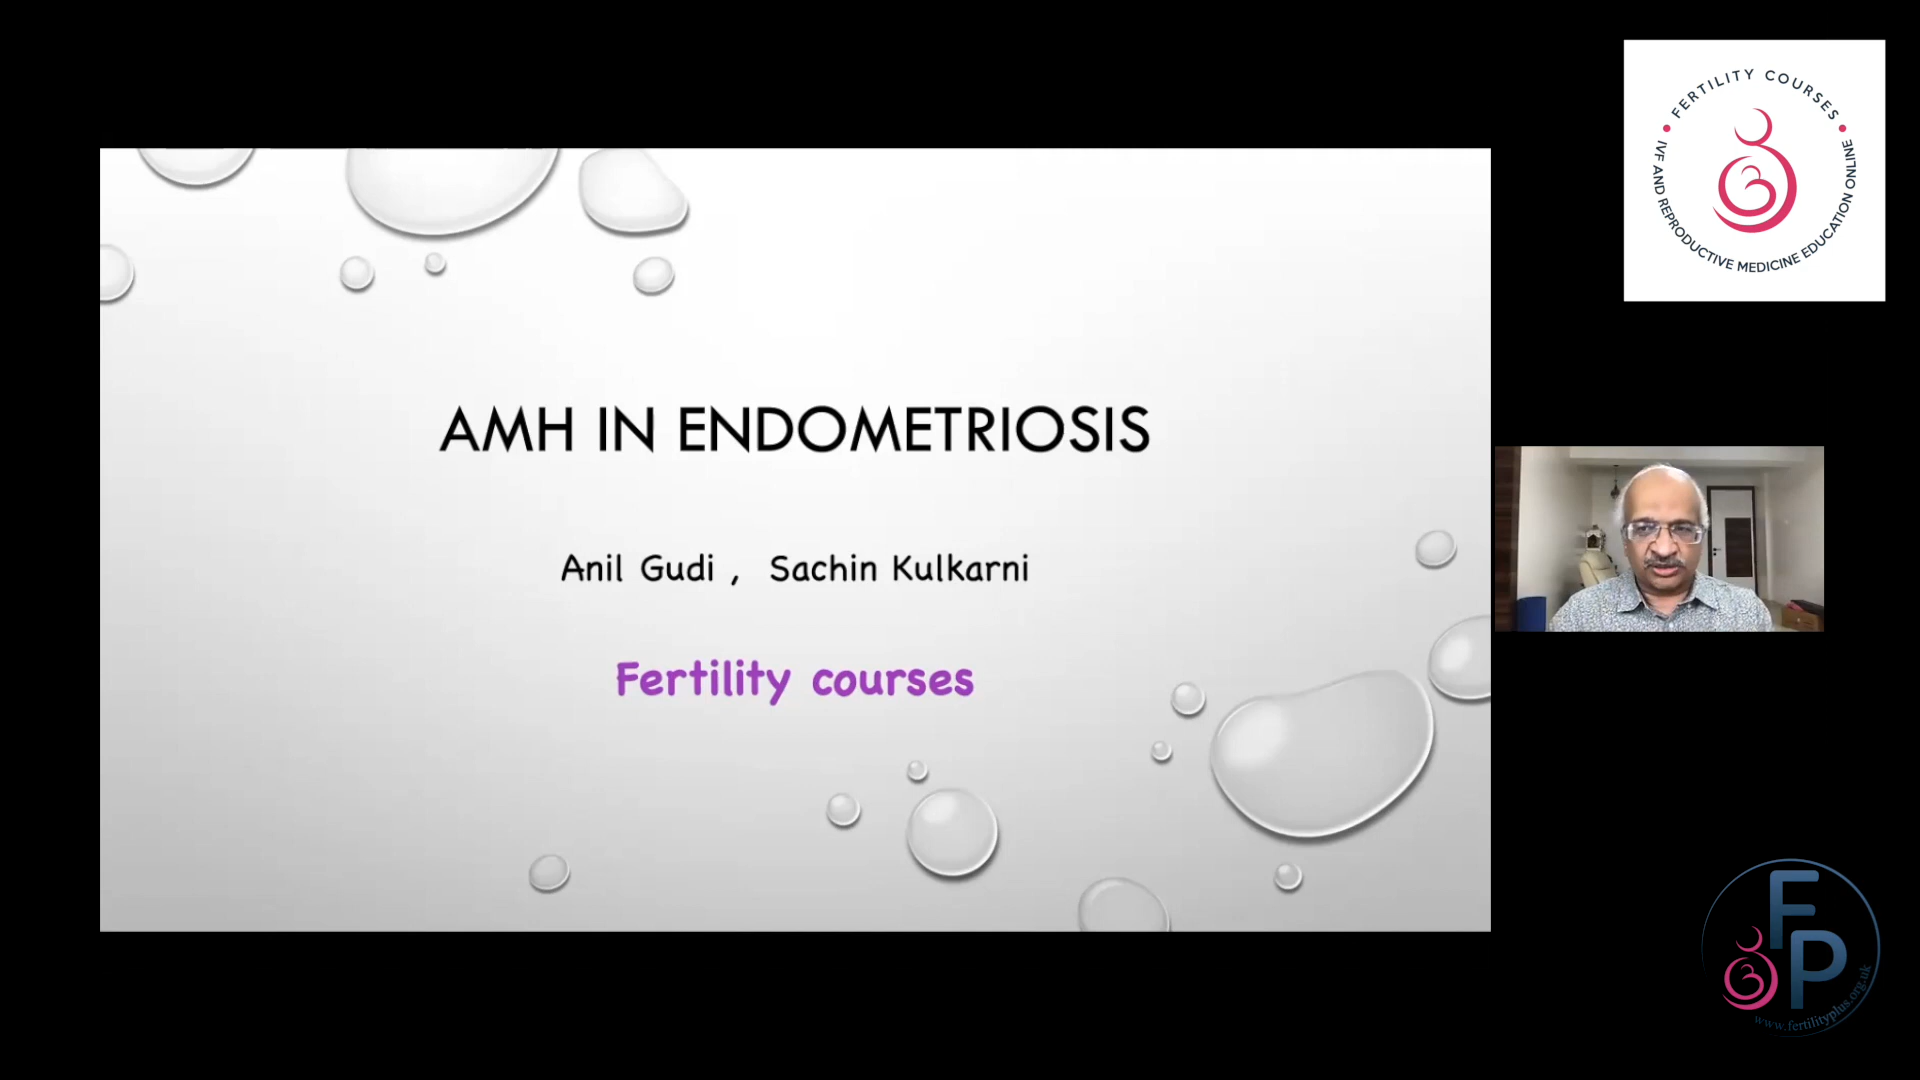 AMH IN ENDOMETRIOSIS
Anil Gudi , Sachin Kulkarni
Fertility courses
FERTILITY COURSES
IVF AND REPRODUCTIVE MEDICINE EDUCATION ONLINE
FP
www.fertilityplus.org.uk